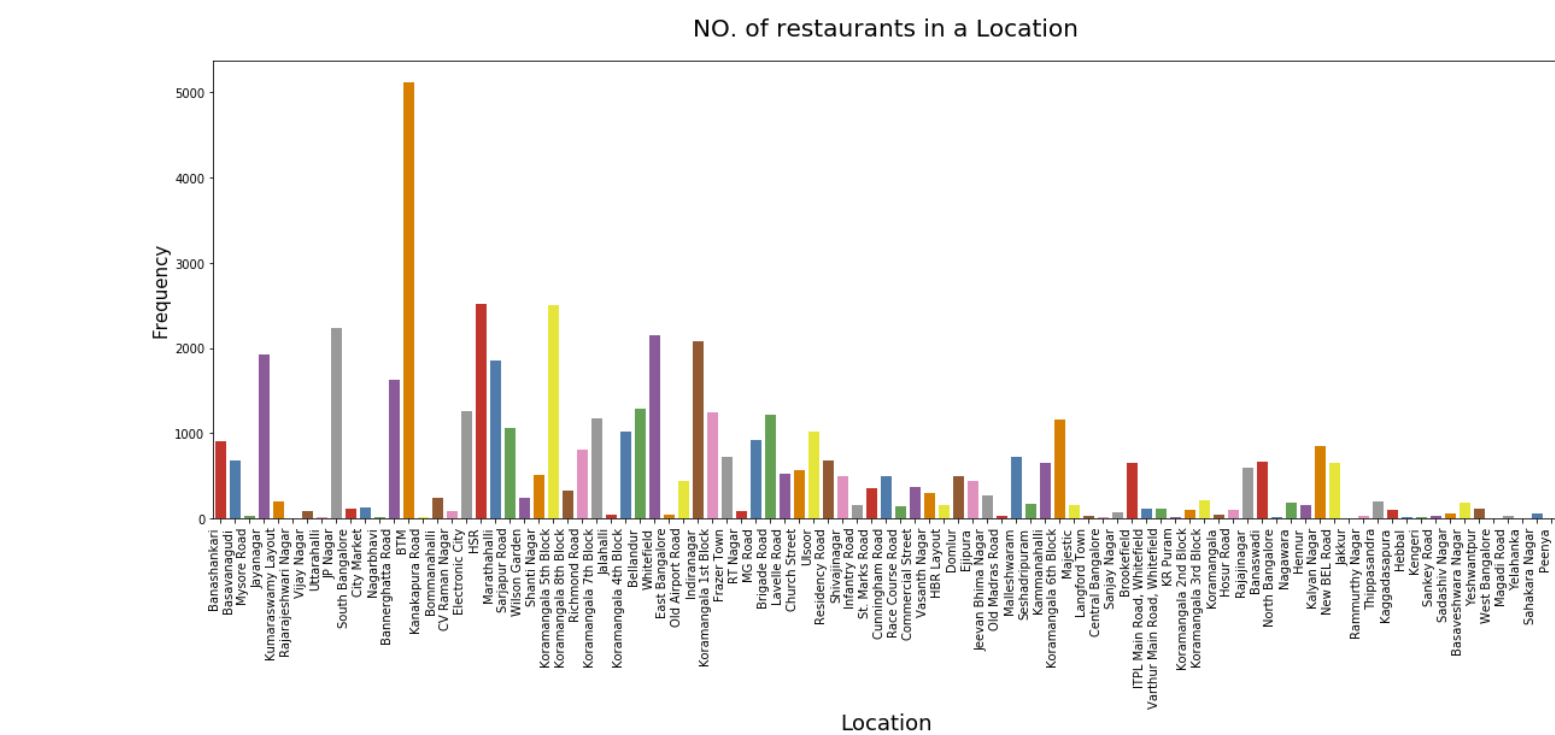 NO. of restaurants in a Location
5000
4000
3000
2000
1000
0
Frequency
Banashankari
Basavanagudi
Mysore Road
Jayanagar
Kumaraswamy Layout
Rajarajeshwari Nagar
Vijay Nagar
Uttarahalli
JP Nagar
South Bangalore
City Market
Nagarbhavi
Bannerghatta Road
BTM
Kanakapura Road
Bommanahalli
CV Raman Nagar
Electronic City
HSR
Marathahalli
Sarjapur Road
Wilson Garden
Shanti Nagar
Koramangala 5th Block
Koramangala 8th Block
Richmond Road
Koramangala 7th Block
Jalahalli
Koramangala 4th Block
Bellandur
Whitefield
East Bangalore
Old Airport Road
Indiranagar
Koramangala 1st Block
Frazer Town
RT Nagar
MG Road
Brigade Road
Lavelle Road
Church Street
Ulsoor
Residency Road
Shivajinagar
Infantry Road
St. Marks Road
Cunningham Road
Race Course Road
Commercial Street
Vasanth Nagar
HBR Layout
Domlur
Ejipura
Jeevan Bhima Nagar
Old Madras Road
Malleshwaram
Seshadripuram
Kammanahalli
Koramangala 6th Block
Majestic
Langford Town
Central Bangalore
Sanjay Nagar
Brookefield
ITPL Main Road, Whitefield
Varthur Main Road, Whitefield
KR Puram
Koramangala 2nd Block
Koramangala 3rd Block
Koramangala
Hosur Road
Rajajinagar
Banaswadi
North Bangalore
Nagawara
Hennur
Kalyan Nagar
New BEL Road
Jakkur
Rammurthy Nagar
Thippasandra
Kaggadasapura
Hebbal
Kengeri
Sankey Road
Sadashiv Nagar
Basaveshwara Nagar
Yeshwantpur
West Bangalore
Magadi Road
Yelahanka
Sahakara Nagar
Peenya
Location